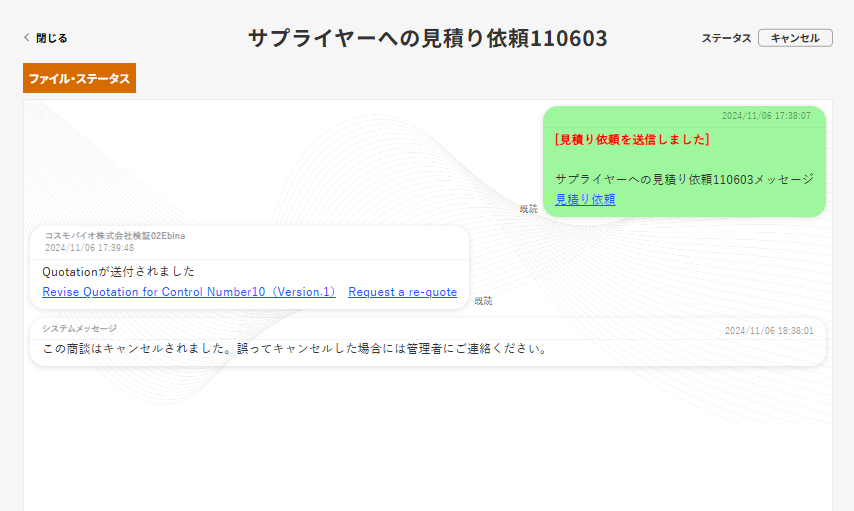 閉じる
サプライヤーへの見積り依頼110603
ステータス キャンセル
ファイル・ステータス
2024/11/06 17:38:07
[見積り依頼を送信しました]
サプライヤーへの見積り依頼110603メッセージ
見積り依頼
既読
コスモバイオ株式会社検証02Ebina
2024/11/06 17:39:48
Quotationが送付されました
Revise Quotation for Control Number10（Version.1） Request a re-quote
既読
システムメッセージ
2024/11/06 18:38:01
この商談はキャンセルされました。誤ってキャンセルした場合には管理者にご連絡ください。